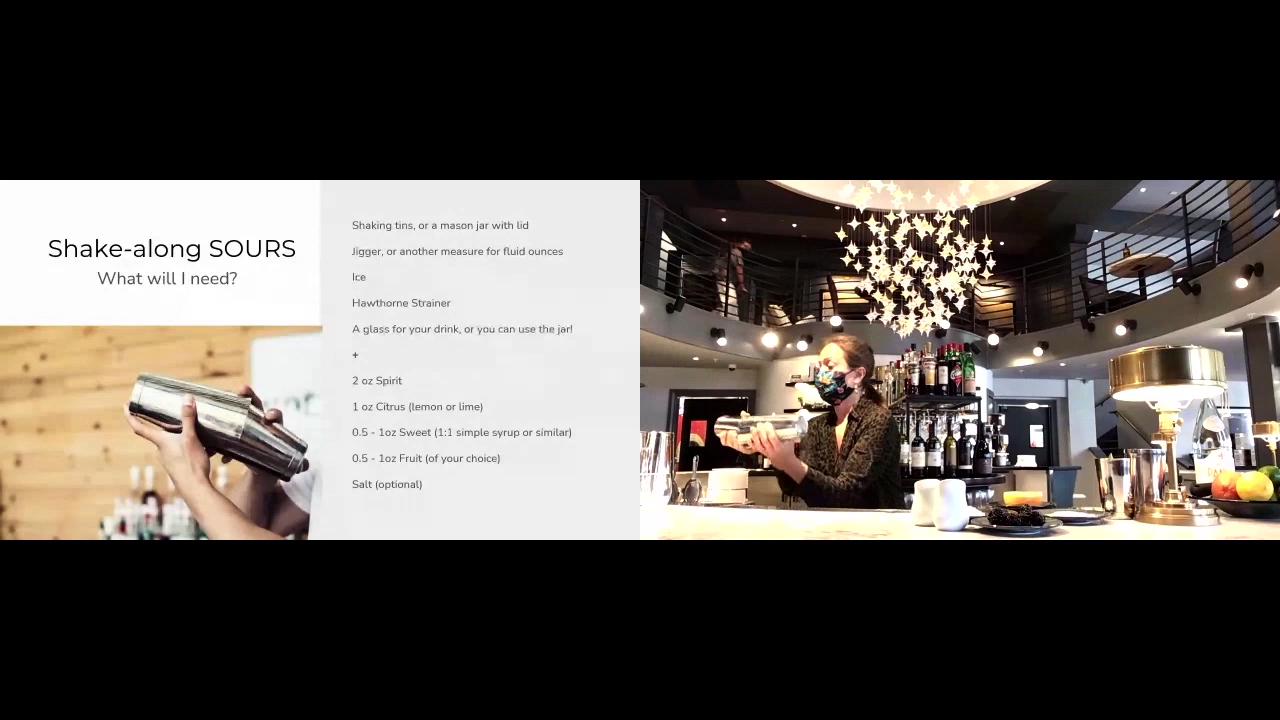 Shake-along SOURS
What will I need?
Shaking tins, or a mason jar with lid
Jigger, or another measure for fluid ounces
Ice
Hawthorne Strainer
A glass for your drink, or you can use the jar!
+
2 oz Spirit
1 oz Citrus (lemon or lime)
0.5 - 1oz Sweet (1:1 simple syrup or similar)
0.5 - 1oz Fruit (of your choice)
Salt (optional)